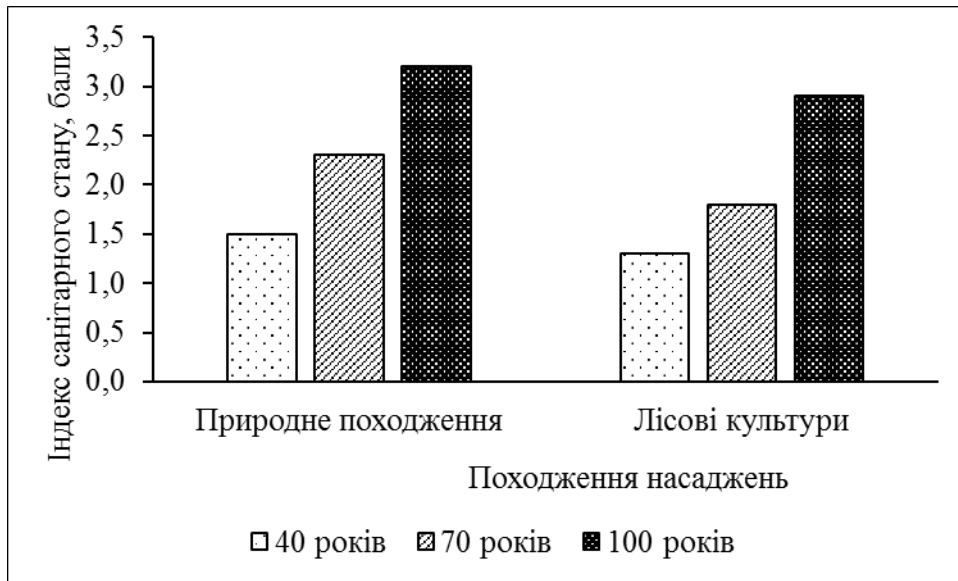 Індекс санітарного стану, бали
3,5
3,0
2,5
2,0
1,5
1,0
0,5
0,0
Природне походження
Лісові культури
Походження насаджень
40 років
70 років
100 років